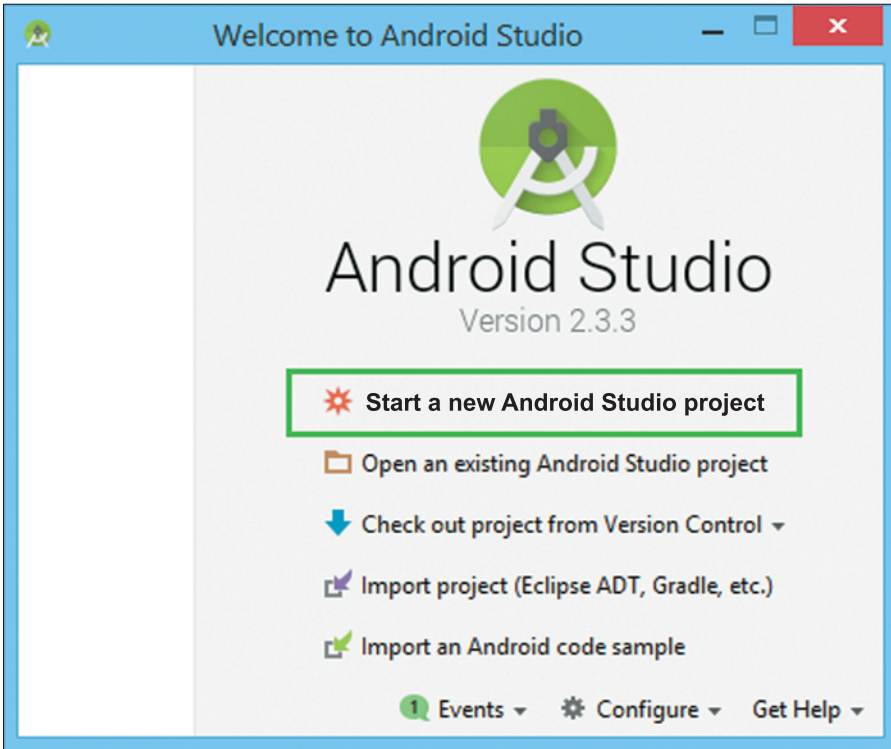 Welcome to Android Studio
Android Studio
Version 2.3.3
Start a new Android Studio project
Open an existing Android Studio project
Check out project from Version Control
Import project (Eclipse ADT, Gradle, etc.)
Import an Android code sample
1 Events Configure Get Help